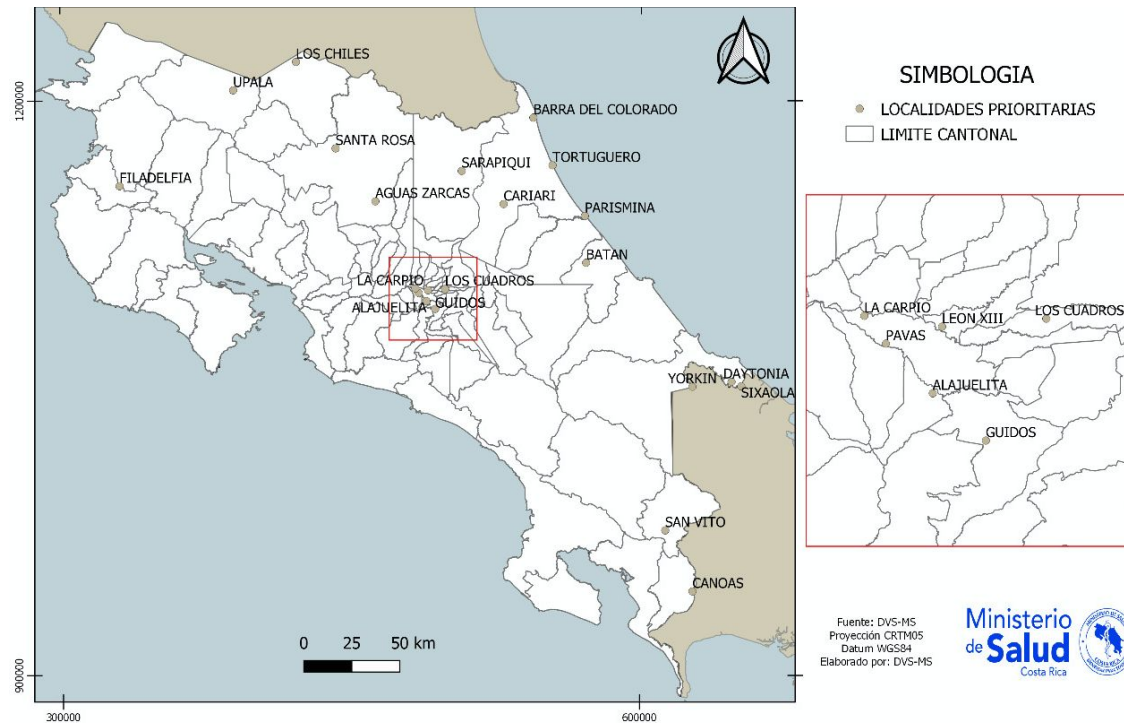 LOS CHILES
UPALA
1200000
BARRA DEL COLORADO
SANTA ROSA
SARAPIQUI
TORTUGUERO
FILADELFIA
AGUAS ZARCAS
CARIARI
PARISMINA
BATAN
LA CARPIO
LOS CUADROS
ALAJUELITA
GUIDOS
YORKIN
DAYTONIA
SIXAOLA
SAN VITO
CANOAS
0 25 50 km
900000
300000
600000
SIMBOLOGIA
LOCALIDADES PRIORITARIAS
LIMITE CANTONAL
LA CARPIO
LEON XIII
LOS CUADROS
PAVAS
ALAJUELITA
GUIDOS
Fuente: DVS-MS
Proyección CRTM05
Datum WGS84
Elaborado por: DVS-MS
Ministerio
de Salud
Costa Rica